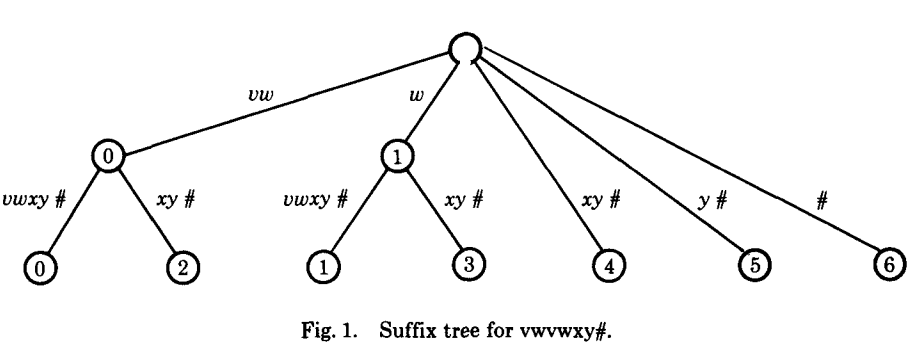 vw
w
0
1
vwxy #
xy #
vwxy #
xy #
xy #
y #
#
0
2
1
3
4
5
6
Fig. 1. Suffix tree for vwvwxy#.